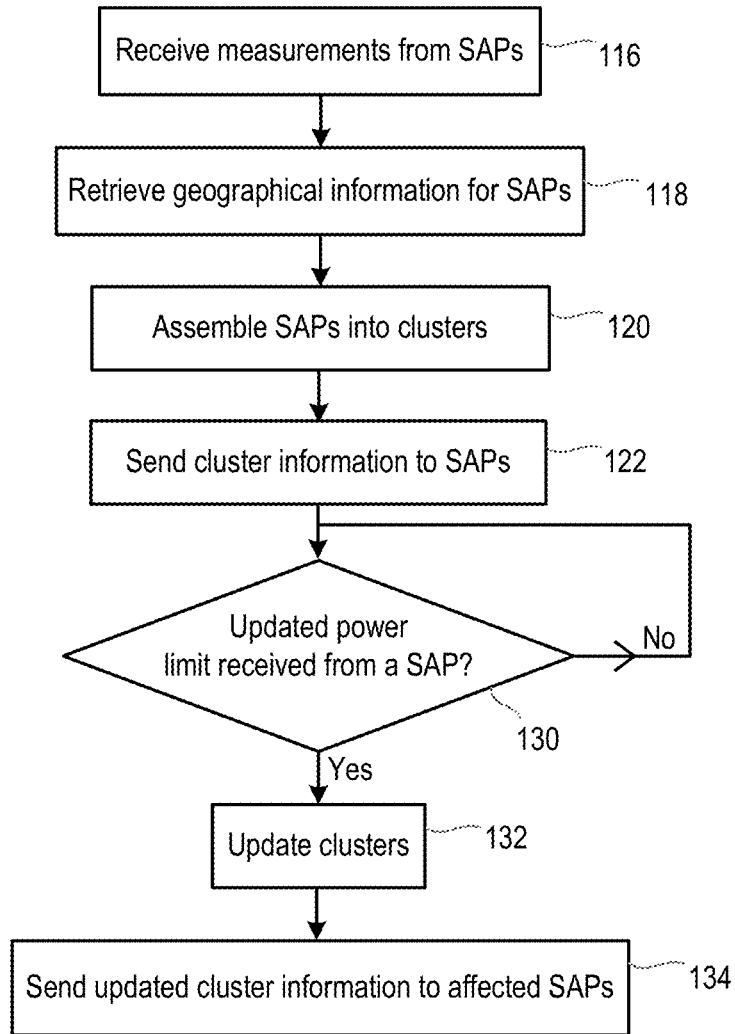 Receive measurements from SAPs
116
Retrieve geographical information for SAPs
118
Assemble SAPs into clusters
120
Send cluster information to SAPs
122
Updated power
limit received from a SAP?
No
130
Yes
Update clusters
132
Send updated cluster information to affected SAPs
134